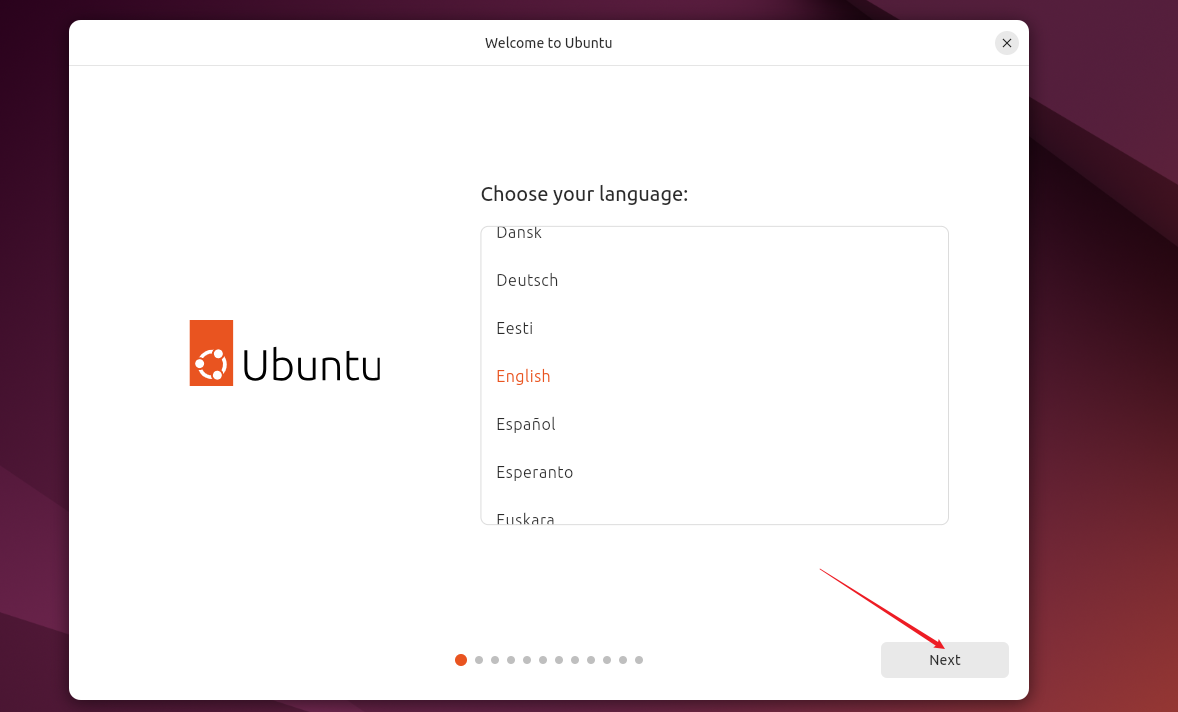 Welcome to Ubuntu
Choose your language:
Dansk
Deutsch
Eesti
English
Español
Esperanto
Euskara
Ubuntu
Next